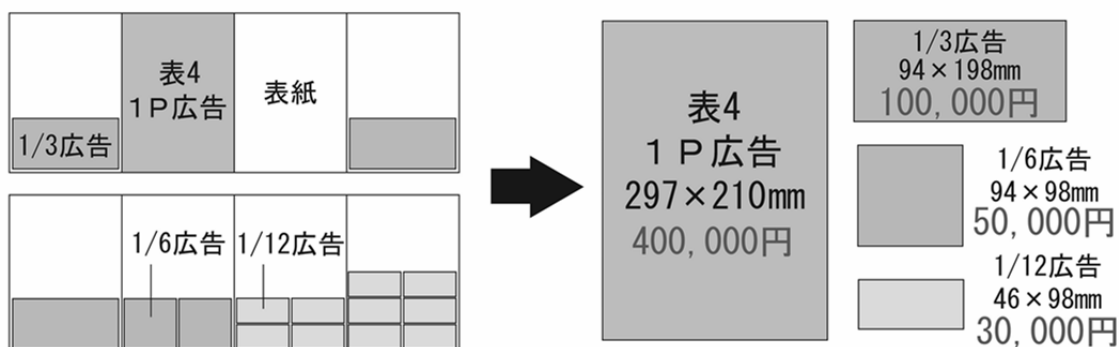 表4
1P広告
表紙
1/3広告
1/6広告
1/12広告
表4
1P広告
297×210mm
400,000円
1/3広告
94×198mm
100,000円
1/6広告
94×98mm
50,000円
1/12広告
46×98mm
30,000円